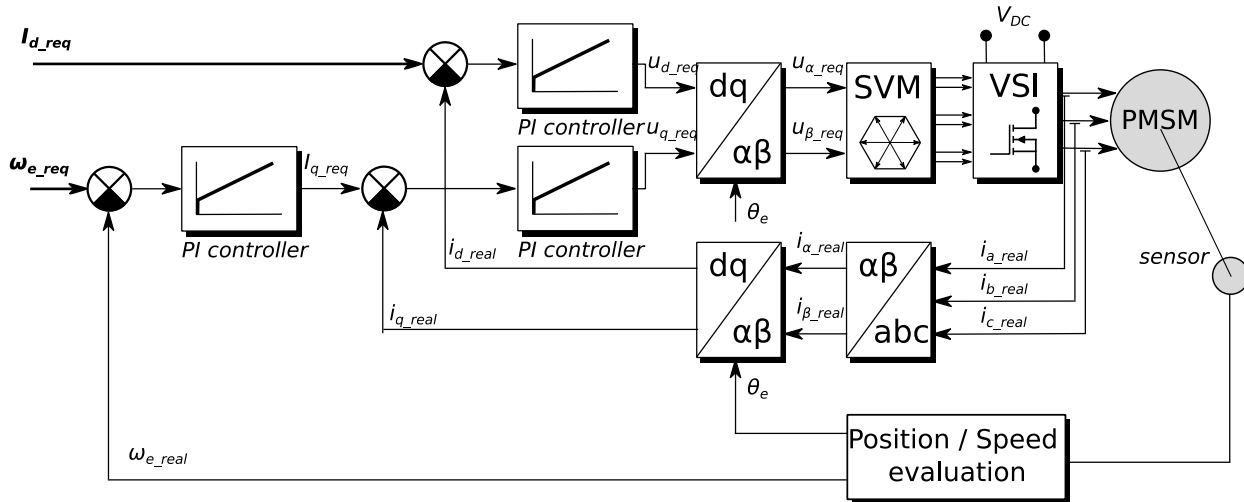 V_DC
I_d_req
u_d_req
u_α_req
dq
αβ
SVM
VSI
PMSM
PI controller
u_q_req
u_β_req
ω_e_req
I_q_req
PI controller
PI controller
θ_e
i_d_real
i_α_real
i_a_real
sensor
dq
αβ
αβ
abc
i_b_real
i_q_real
i_β_real
i_c_real
θ_e
Position / Speed
evaluation
ω_e_real